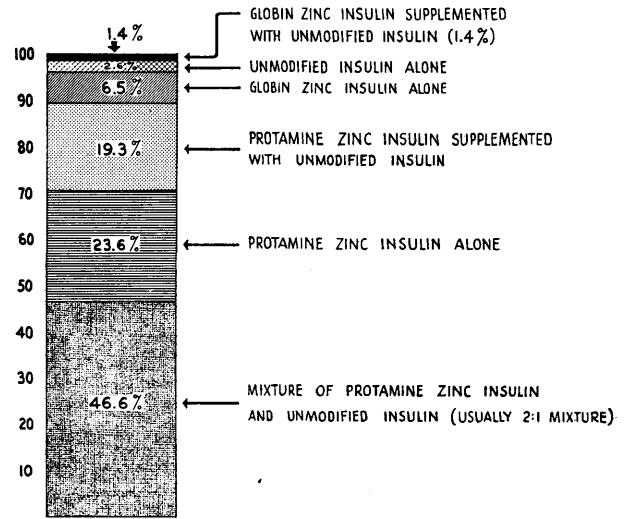 1.4%
GLOBIN ZINC INSULIN SUPPLEMENTED
WITH UNMODIFIED INSULIN (1.4%)
100
2.6%
UNMODIFIED INSULIN ALONE
6.5%
GLOBIN ZINC INSULIN ALONE
90
80
19.3%
PROTAMINE ZINC INSULIN SUPPLEMENTED
WITH UNMODIFIED INSULIN
70
60
23.6%
PROTAMINE ZINC INSULIN ALONE
50
40
30
46.6%
MIXTURE OF PROTAMINE ZINC INSULIN
AND UNMODIFIED INSULIN (USUALLY 2:1 MIXTURE)
20
10